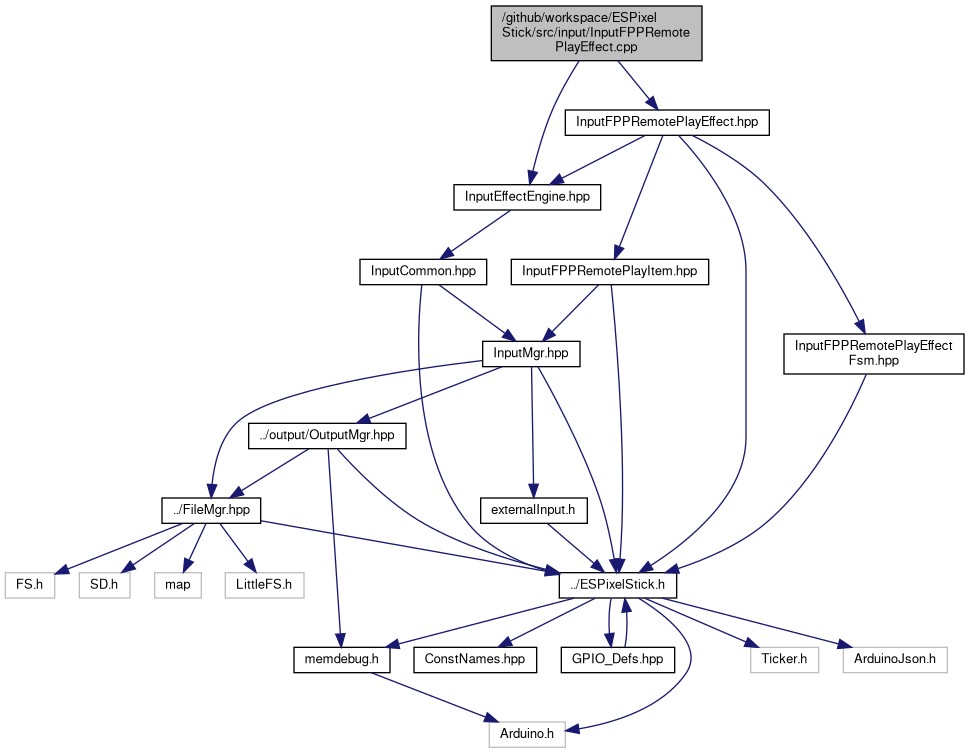 /github/workspace/ESPixel
Stick/src/input/InputFPPRemote
PlayEffect.cpp
InputFPPRemotePlayEffect.hpp
InputEffectEngine.hpp
InputCommon.hpp
InputFPPRemotePlayItem.hpp
InputMgr.hpp
InputFPPRemotePlayEffect
Fsm.hpp
../output/OutputMgr.hpp
../FileMgr.hpp
externalInput.h
FS.h
SD.h
map
LittleFS.h
../ESPixelStick.h
memdebug.h
ConstNames.hpp
GPIO_Defs.hpp
Ticker.h
ArduinoJson.h
Arduino.h